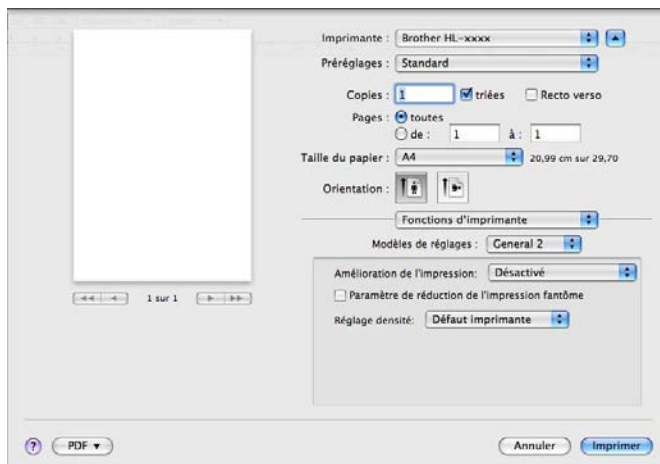 Imprimante : Brother HL-xxxx
Préréglages : Standard
Copies : 1 triées Recto verso
Pages : toutes
de : 1 à : 1
Taille du papier : A4 20,99 cm sur 29,70
Orientation :
Fonctions d'imprimante
Modèles de réglages : General 2
Amélioration de l'impression: Désactivé
Paramètre de réduction de l'impression fantôme
Réglage densité: Défaut imprimante
1 sur 1
? PDF ▼ Annuler Imprimer